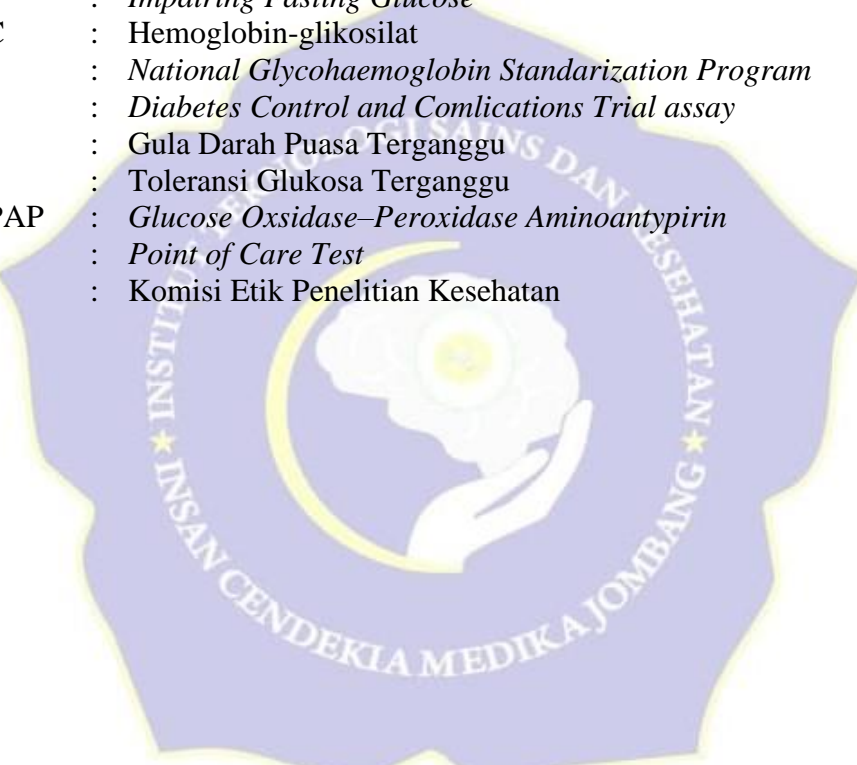 : Impairing Fasting Glucose
C : Hemoglobin-glikosilat
: National Glycohaemoglobin Standarization Program
: Diabetes Control and Comlications Trial assay
: Gula Darah Puasa Terganggu
: Toleransi Glukosa Terganggu
PAP : Glucose Oxsidase–Peroxidase Aminoantypirin
: Point of Care Test
: Komisi Etik Penelitian Kesehatan
INSTITUT TEKNOLOGI SAINS DAN KESEHATAN
INSAN CENDEKIA MEDIKA JOMBANG